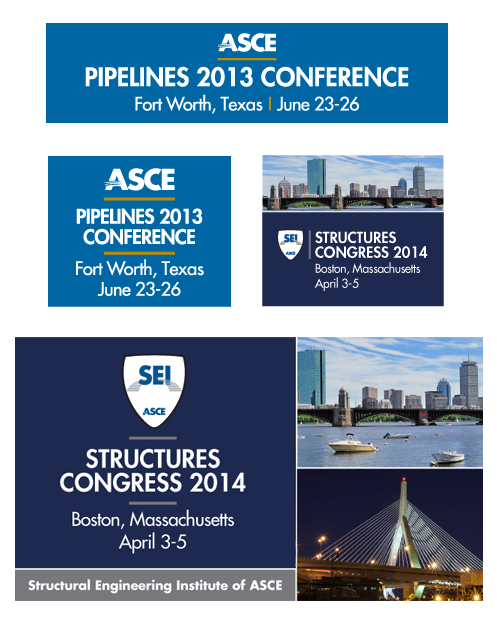 ASCE
PIPELINES 2013 CONFERENCE
Fort Worth, Texas | June 23-26
ASCE
PIPELINES 2013
CONFERENCE
Fort Worth, Texas
June 23-26
SEI
ASCE
STRUCTURES
CONGRESS 2014
Boston, Massachusetts
April 3-5
SEI
ASCE
STRUCTURES
CONGRESS 2014
Boston, Massachusetts
April 3-5
Structural Engineering Institute of ASCE